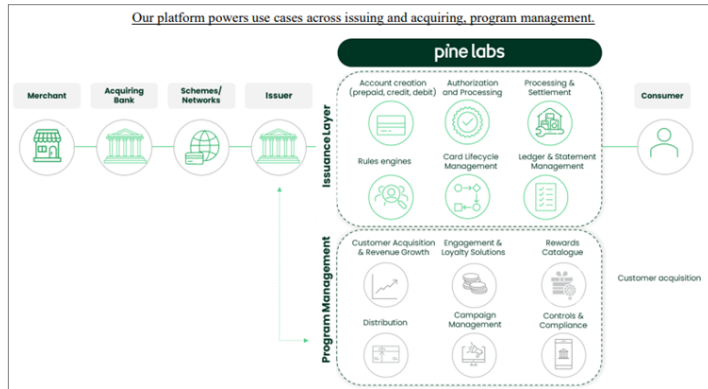 Our platform powers use cases across issuing and acquiring, program management.
pine labs
Merchant
Acquiring
Bank
Schemes/
Networks
Issuer
Consumer
Issuance Layer
Account creation
(prepaid, credit, debit)
Authorization
and Processing
Processing &
Settlement
Rules engines
Card Lifecycle
Management
Ledger & Statement
Management
Program Management
Customer Acquisition
& Revenue Growth
Engagement &
Loyalty Solutions
Rewards
Catalogue
Customer acquisition
Distribution
Campaign
Management
Controls &
Compliance